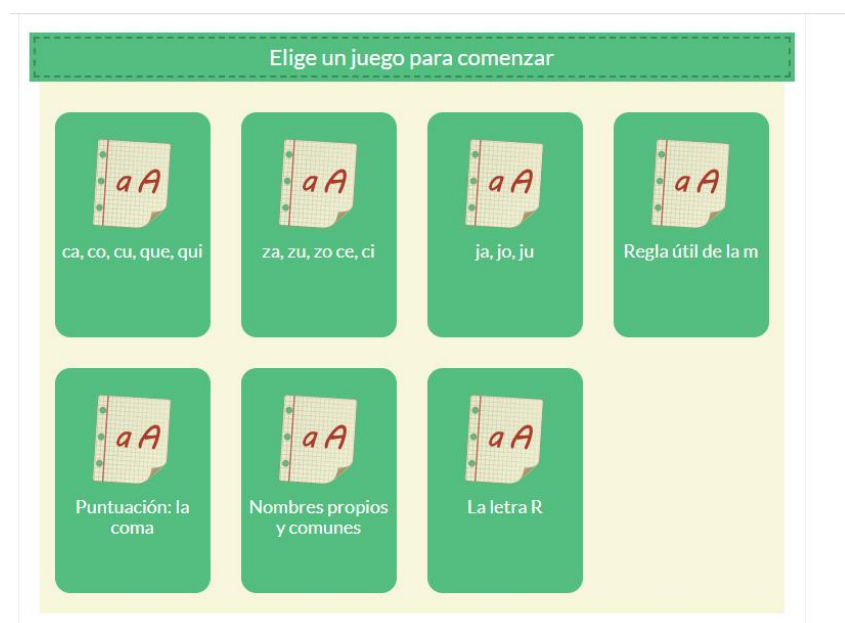 Elige un juego para comenzar
aA
aA
aA
aA
ca, co, cu, que, qui
za, zu, zo ce, ci
ja, jo, ju
Regla útil de la m
aA
aA
aA
Puntuación: la
coma
Nombres propios
y comunes
La letra R